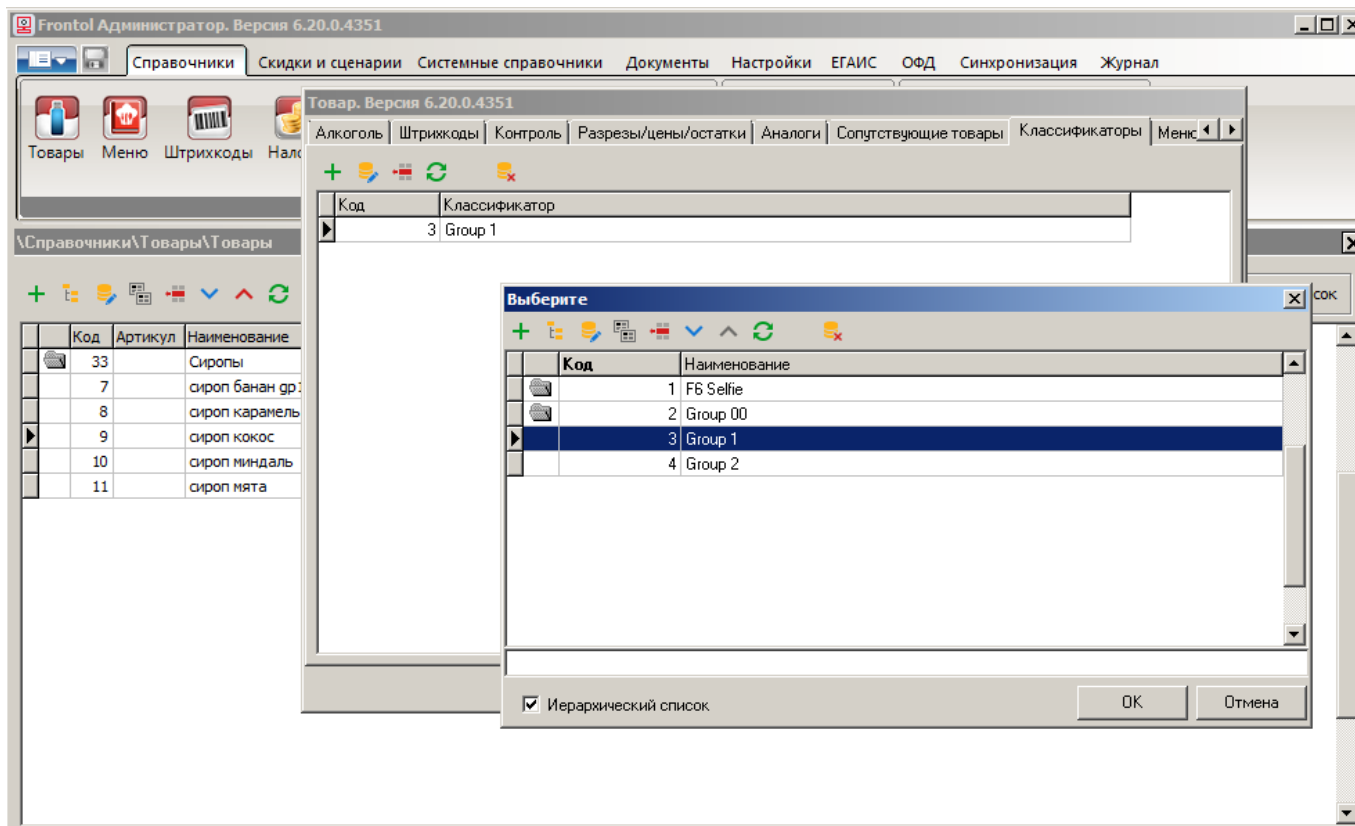 Frontol Администратор. Версия 6.20.0.4351
Справочники Скидки и сценарии Системные справочники Документы Настройки ЕГАИС ОФД Синхронизация Журнал
Товары Меню Штрихкоды
Товар. Версия 6.20.0.4351
Алкоголь Штрихкоды Контроль Разрезы/цены/остатки Аналоги Сопутствующие товары Классификаторы
Код Классификатор
3 Group 1
\Справочники\Товары\Товары
Код Артикул Наименование
33 Сиропы
7 сироп банан
8 сироп карамель
9 сироп кокос
10 сироп миндаль
11 сироп мята
Выберите
Код Наименование
1 F6 Selfie
2 Group 00
3 Group 1
4 Group 2
Иерархический список OK Отмена